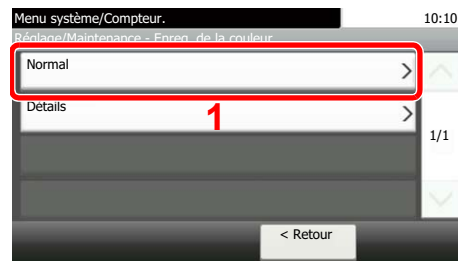 Menu système/Compteur. 10:10
Réglage/Maintenance - Enreg. de la couleur
Normal
Détails
1
1/1
< Retour